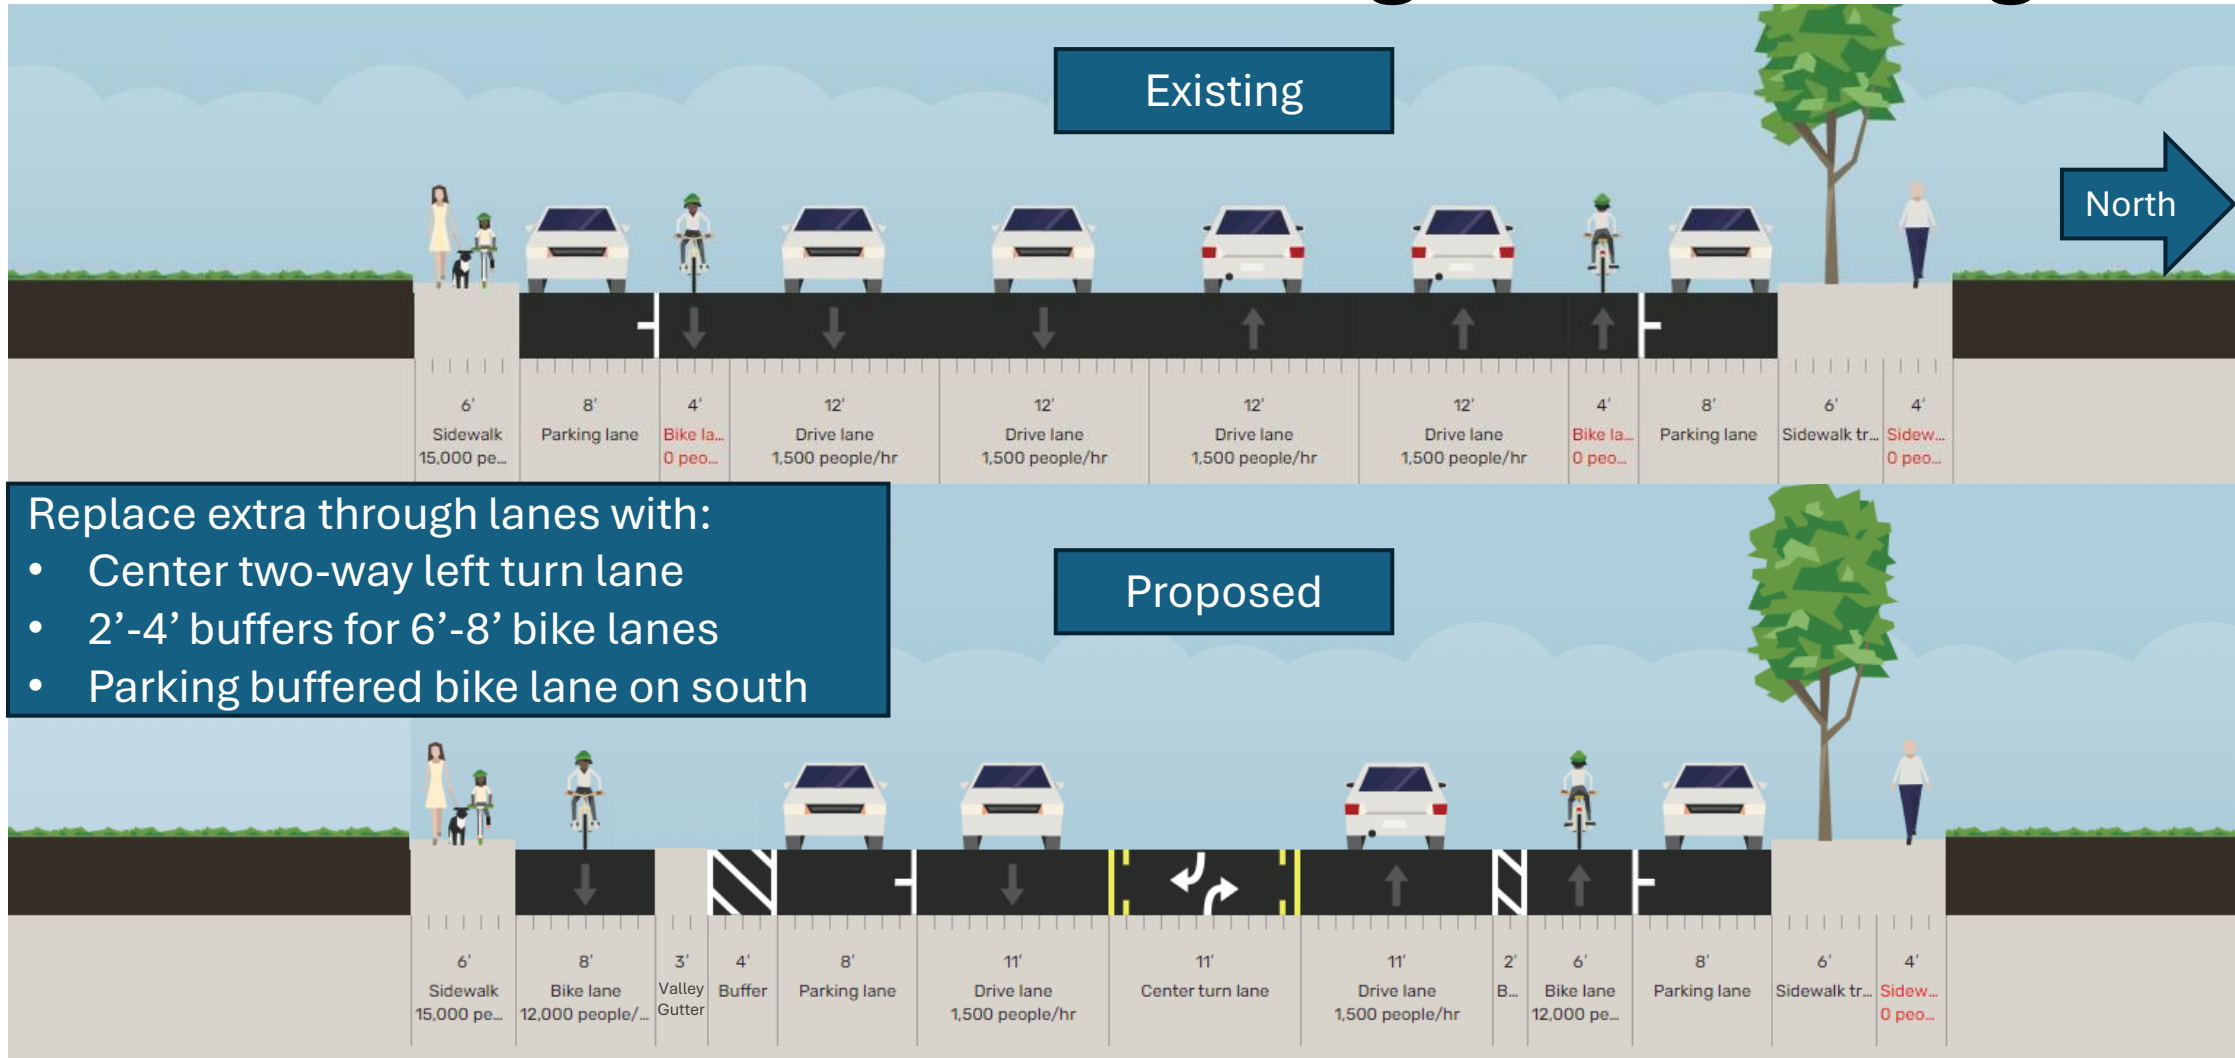 Existing
North
6' 8' 4' 12' 12' 12' 12' 4' 8' 6' 4'
Sidewalk Parking lane Bike la... Drive lane Drive lane Drive lane Drive lane Bike la... Parking lane Sidewalk tr... Sidew...
15,000 pe... 0 peo... 1,500 people/hr 1,500 people/hr 1,500 people/hr 1,500 people/hr 0 peo... 0 peo...
Replace extra through lanes with:
• Center two-way left turn lane
• 2’-4’ buffers for 6’-8’ bike lanes
• Parking buffered bike lane on south
Proposed
6' 8' 3' 4' 8' 11' 11' 11' 2' 6' 8' 6' 4'
Sidewalk Bike lane Valley Buffer Parking lane Drive lane Center turn lane Drive lane B... Bike lane Parking lane Sidewalk tr... Sidew...
15,000 pe... 12,000 people/... Gutter 1,500 people/hr 1,500 people/hr 12,000 pe... 0 peo...